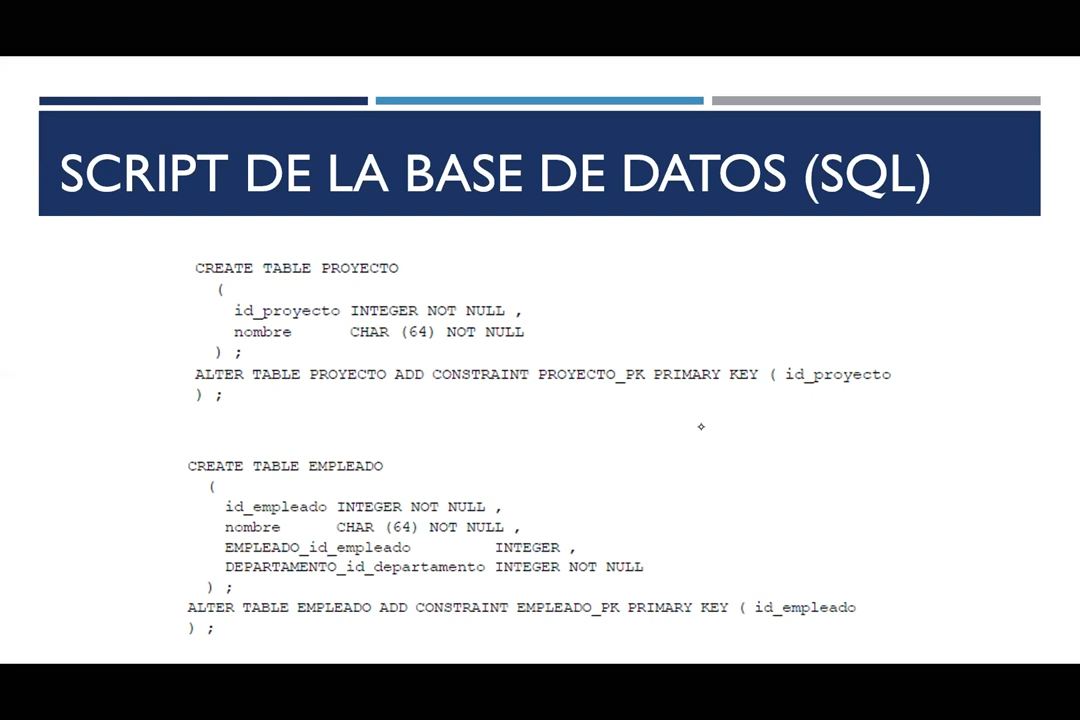 SCRIPT DE LA BASE DE DATOS (SQL)
CREATE TABLE PROYECTO
(
id_proyecto INTEGER NOT NULL ,
nombre CHAR (64) NOT NULL
) ;
ALTER TABLE PROYECTO ADD CONSTRAINT PROYECTO_PK PRIMARY KEY ( id_proyecto
) ;
CREATE TABLE EMPLEADO
(
id_empleado INTEGER NOT NULL ,
nombre CHAR (64) NOT NULL ,
EMPLEADO_id_empleado INTEGER ,
DEPARTAMENTO_id_departamento INTEGER NOT NULL
) ;
ALTER TABLE EMPLEADO ADD CONSTRAINT EMPLEADO_PK PRIMARY KEY ( id_empleado
) ;